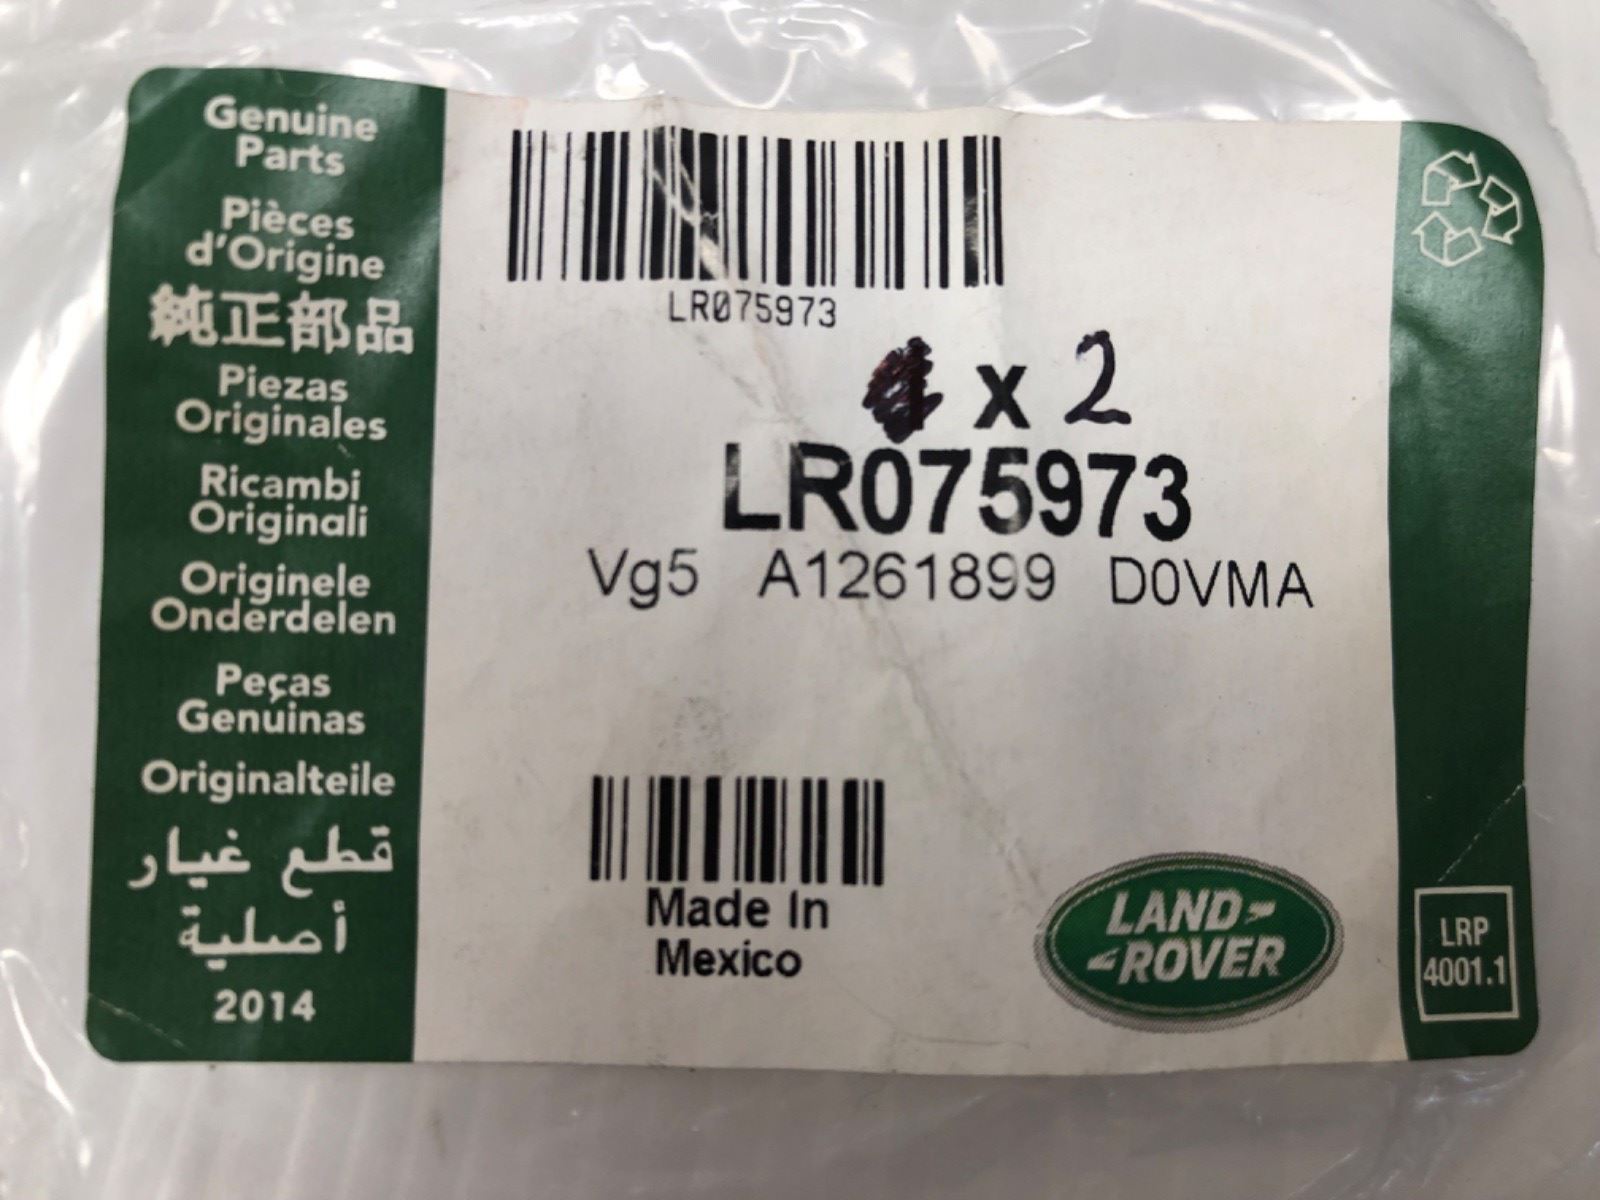 Genuine
Parts
Pièces
d'Origine
純正部品
Piezas
Originales
Ricambi
Originali
Originele
Onderdelen
Peças
Genuinas
Originalteile
قطع غيار
أصلية
2014
LR075973
x 2
LR075973
Vg5 A1261899 D0VMA
Made In
Mexico
LAND
ROVER
LRP
4001.1